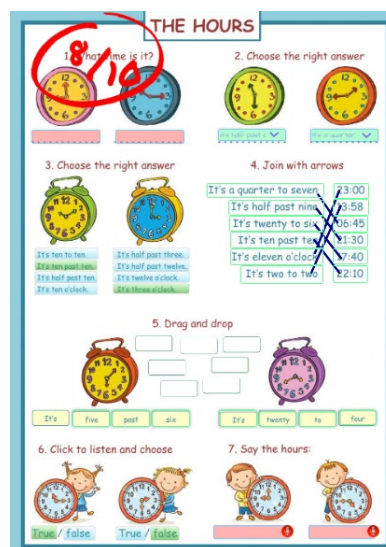 THE HOURS
8/10
1. What time is it?
2. Choose the right answer
It's half past
It's a quarter
3. Choose the right answer
4. Join with arrows
It's ten to ten.
It's ten past ten.
It's half past ten.
It's ten o'clock.
It's half past three.
It's half past twelve.
It's twelve o'clock.
It's three o'clock.
It's a quarter to seven
It's half past nine
It's twenty to six
It's ten past ten
It's eleven o'clock
It's two to two
23:00
13:58
06:45
21:30
17:40
22:10
5. Drag and drop
It's five past six
It's twenty to four
6. Click to listen and choose
7. Say the hours:
True / false
True / false